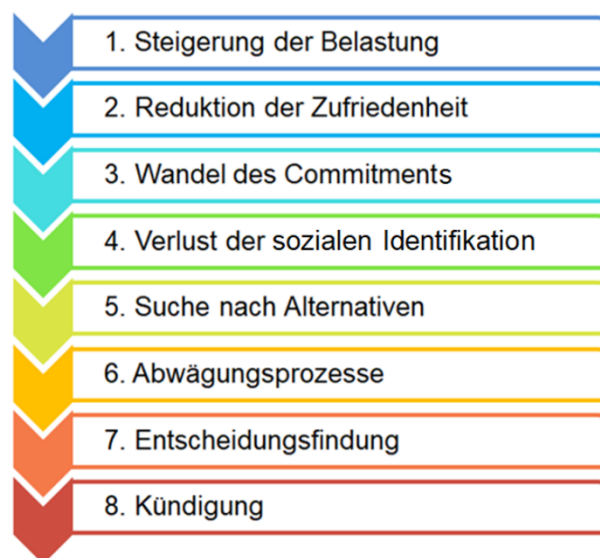 1. Steigerung der Belastung
2. Reduktion der Zufriedenheit
3. Wandel des Commitments
4. Verlust der sozialen Identifikation
5. Suche nach Alternativen
6. Abwägungsprozesse
7. Entscheidungsfindung
8. Kündigung